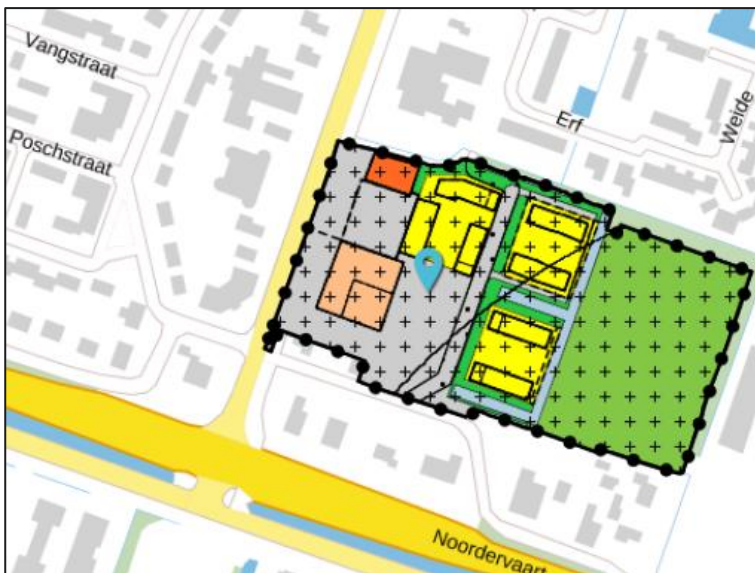 Vangstraat
Poschstraat
Erf
Weide
Noordervaart